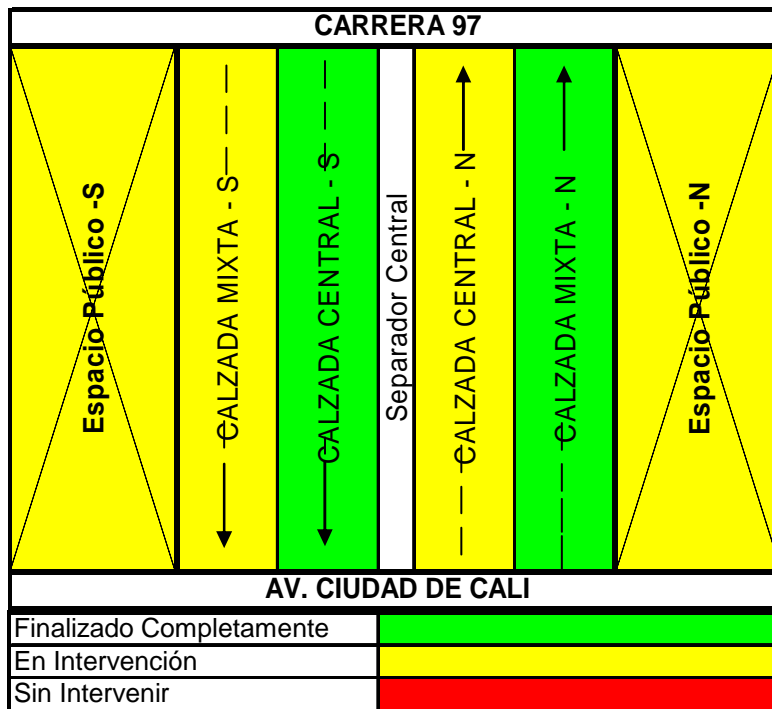 CARRERA 97
Espacio Público -S
CALZADA MIXTA - S
CALZADA CENTRAL - S
Separador Central
CALZADA CENTRAL - N
CALZADA MIXTA - N
Espacio Público -N
AV. CIUDAD DE CALI
Finalizado Completamente
En Intervención
Sin Intervenir